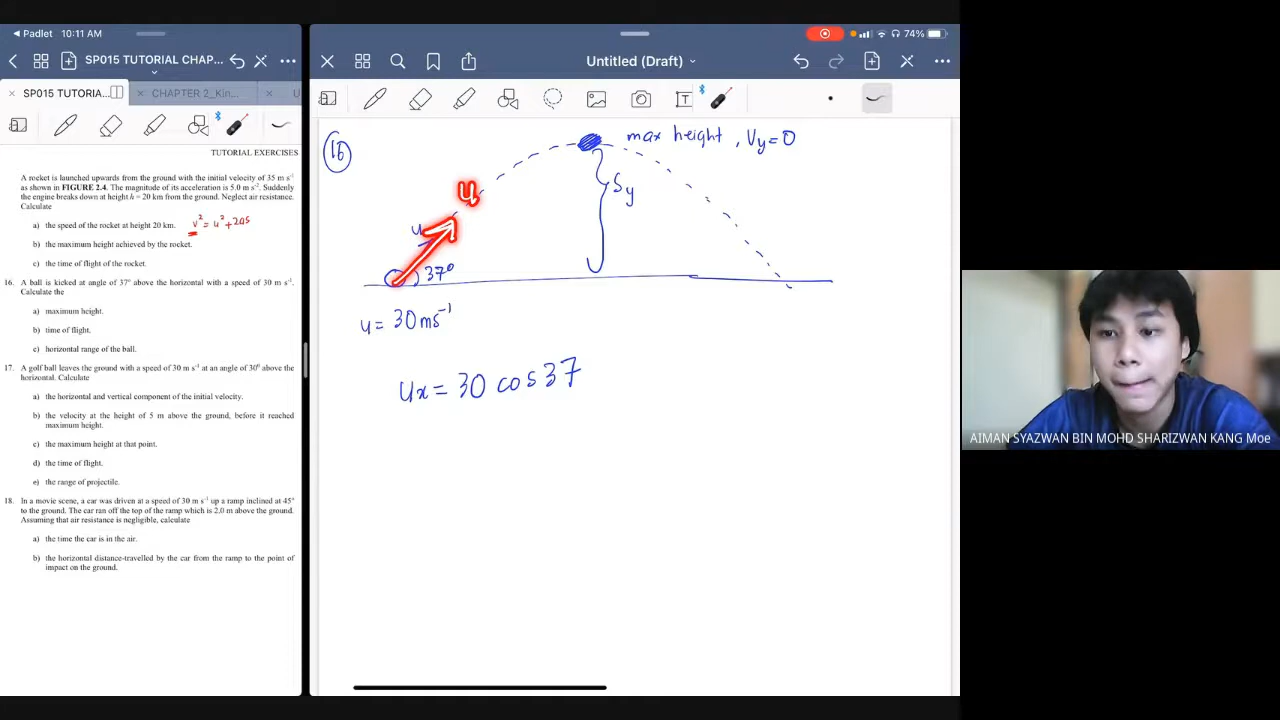 Padlet 10:11 AM
74%
SP015 TUTORIAL CHAP...
Untitled (Draft)
SP015 TUTORIA...
CHAPTER 2_Kin...
TUTORIAL EXERCISES
A rocket is launched upwards from the ground with the initial velocity of 35 m s⁻¹
as shown in FIGURE 2.4. The magnitude of its acceleration is 5.0 m s⁻². Suddenly
the engine breaks down at height h = 20 km from the ground. Neglect air resistance.
Calculate
a) the speed of the rocket at height 20 km. v² = u² + 2as
b) the maximum height achieved by the rocket.
c) the time of flight of the rocket.
16. A ball is kicked at angle of 37° above the horizontal with a speed of 30 m s⁻¹.
Calculate the
a) maximum height.
b) time of flight.
c) horizontal range of the ball.
17. A golf ball leaves the ground with a speed of 30 m s⁻¹ at an angle of 30⁰ above the
horizontal. Calculate
a) the horizontal and vertical component of the initial velocity.
b) the velocity at the height of 5 m above the ground, before it reached
maximum height.
c) the maximum height at that point.
d) the time of flight.
e) the range of projectile.
18. In a movie scene, a car was driven at a speed of 30 m s⁻¹ up a ramp inclined at 45°
to the ground. The car ran off the top of the ramp which is 2.0 m above the ground.
Assuming that air resistance is negligible, calculate
a) the time the car is in the air.
b) the horizontal distance-travelled by the car from the ramp to the point of
impact on the ground.
16
max height , Vy = 0
u
u
Sy
37°
u = 30 ms⁻¹
ux = 30 cos 37
AIMAN SYAZWAN BIN MOHD SHARIZWAN KANG Moe